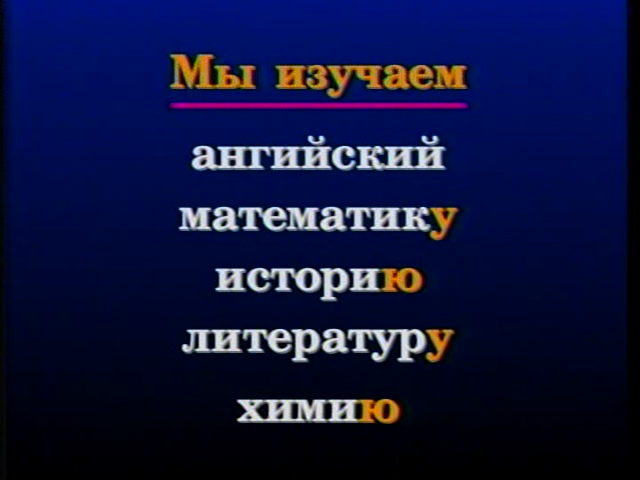 Мы изучаем
ангийский
математику
историю
литературу
химию